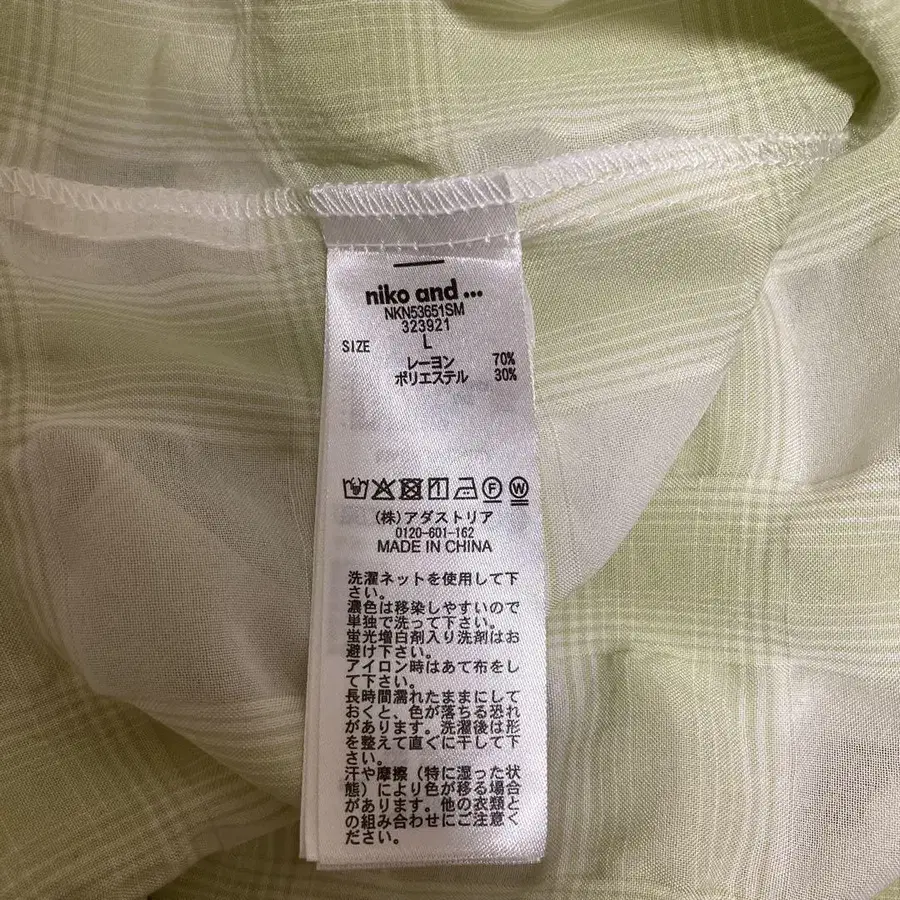 niko and ...
NKN53651SM
323921
SIZE L
レーヨン 70%
ポリエステル 30%
F W
(株)アダストリア
0120-601-162
MADE IN CHINA
洗濯ネットを使用して下
さい。
濃色は移染しやすいので
単独で洗って下さい。
蛍光増白剤入り洗剤はお
避け下さい。
アイロン時はあて布をし
て下さい。
長時間濡れたままにして
おくと、色が落ちる恐れ
があります。洗濯後は形
を整えて直ぐに干して下
さい。
汗や摩擦(特に湿った状
態)により色が移る場合
があります。他の衣類と
の組み合わせにご注意く
ださい。